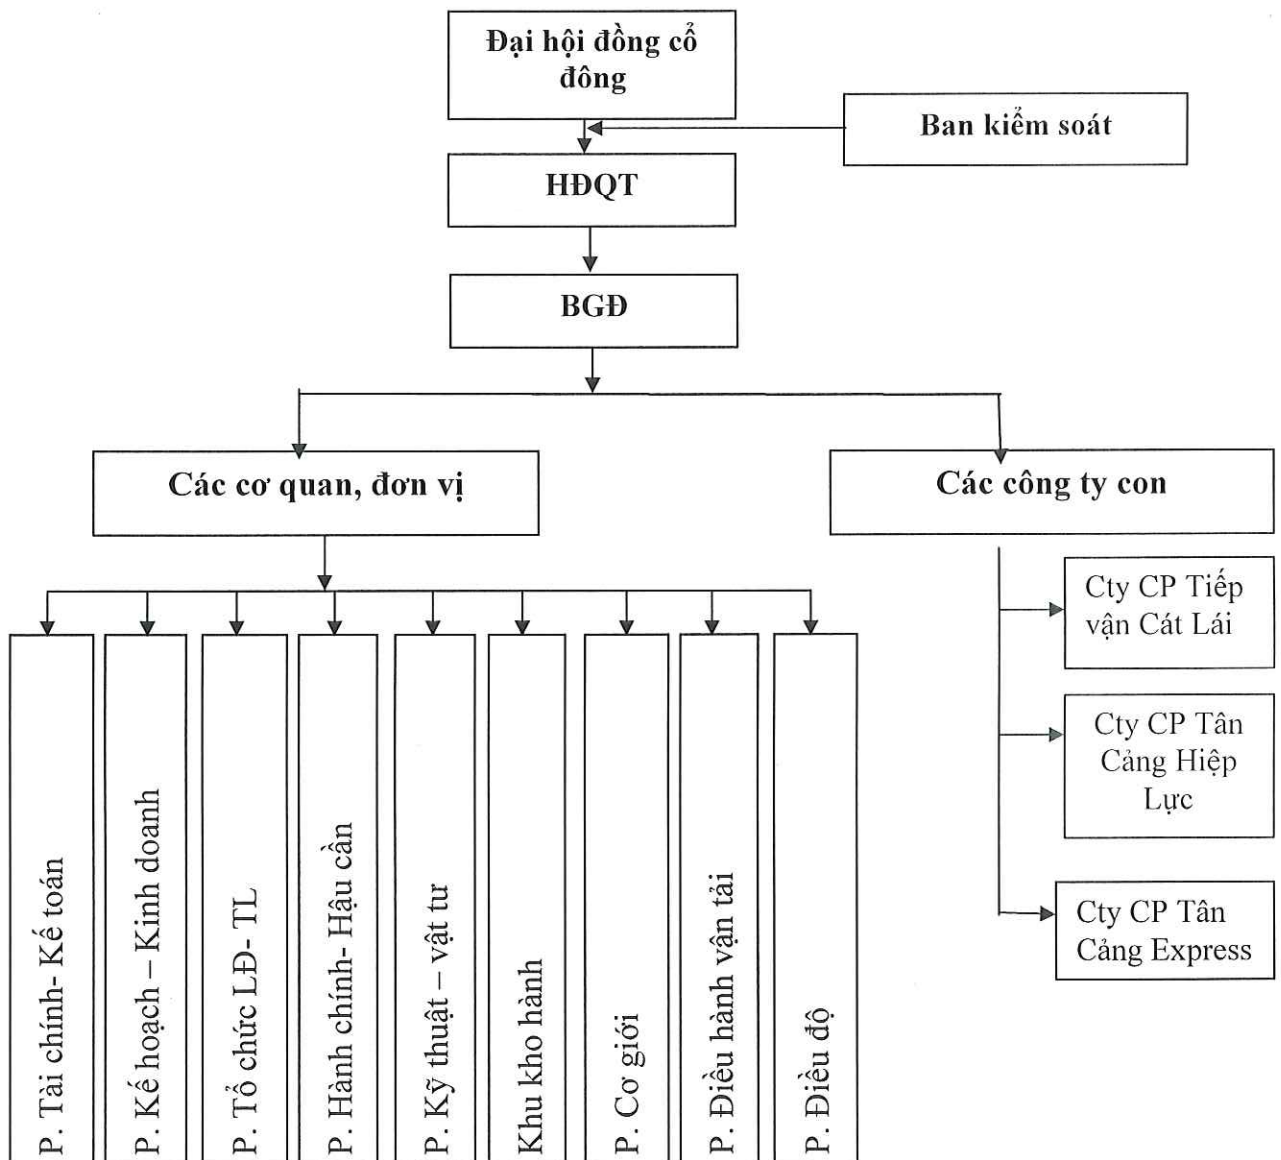 Đại hội đồng cổ
đông
Ban kiểm soát
HĐQT
BGĐ
Các cơ quan, đơn vị
Các công ty con
Cty CP Tiếp
vận Cát Lái
Cty CP Tân
Cảng Hiệp
Lực
Cty CP Tân
Cảng Express
P. Tài chính- Kế toán
P. Kế hoạch – Kinh doanh
P. Tổ chức LĐ- TL
P. Hành chính- Hậu cần
P. Kỹ thuật – vật tư
Khu kho hành
P. Cơ giới
P. Điều hành vận tải
P. Điều độ